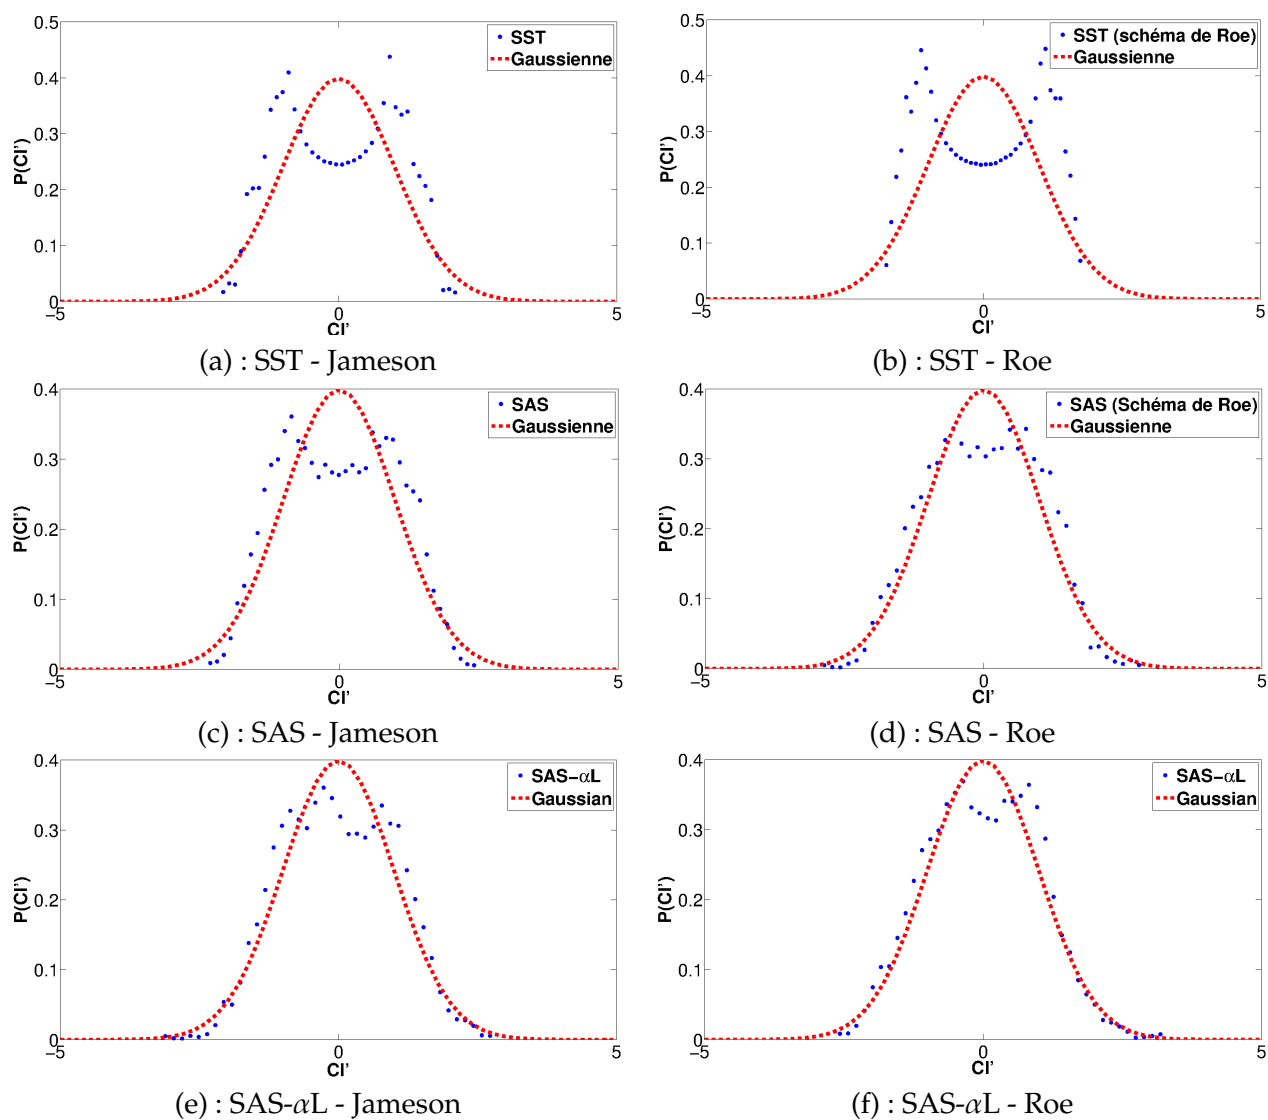 0.5
SST
Gaussienne
0.4
0.3
P(Cl')
0.2
0.1
0
−5
0
5
Cl'
(a) : SST - Jameson
0.5
SST (schéma de Roe)
Gaussienne
0.4
0.3
P(Cl')
0.2
0.1
0
−5
0
5
Cl'
(b) : SST - Roe
0.4
SAS
Gaussienne
0.3
P(Cl')
0.2
0.1
0
−5
0
5
Cl'
(c) : SAS - Jameson
0.4
SAS (Schéma de Roe)
Gaussienne
0.3
P(Cl')
0.2
0.1
0
−5
0
5
Cl'
(d) : SAS - Roe
0.4
SAS−αL
Gaussian
0.3
P(Cl')
0.2
0.1
0
−5
0
5
Cl'
(e) : SAS-αL - Jameson
0.4
SAS−αL
Gaussian
0.3
P(Cl')
0.2
0.1
0
−5
0
5
Cl'
(f) : SAS-αL - Roe